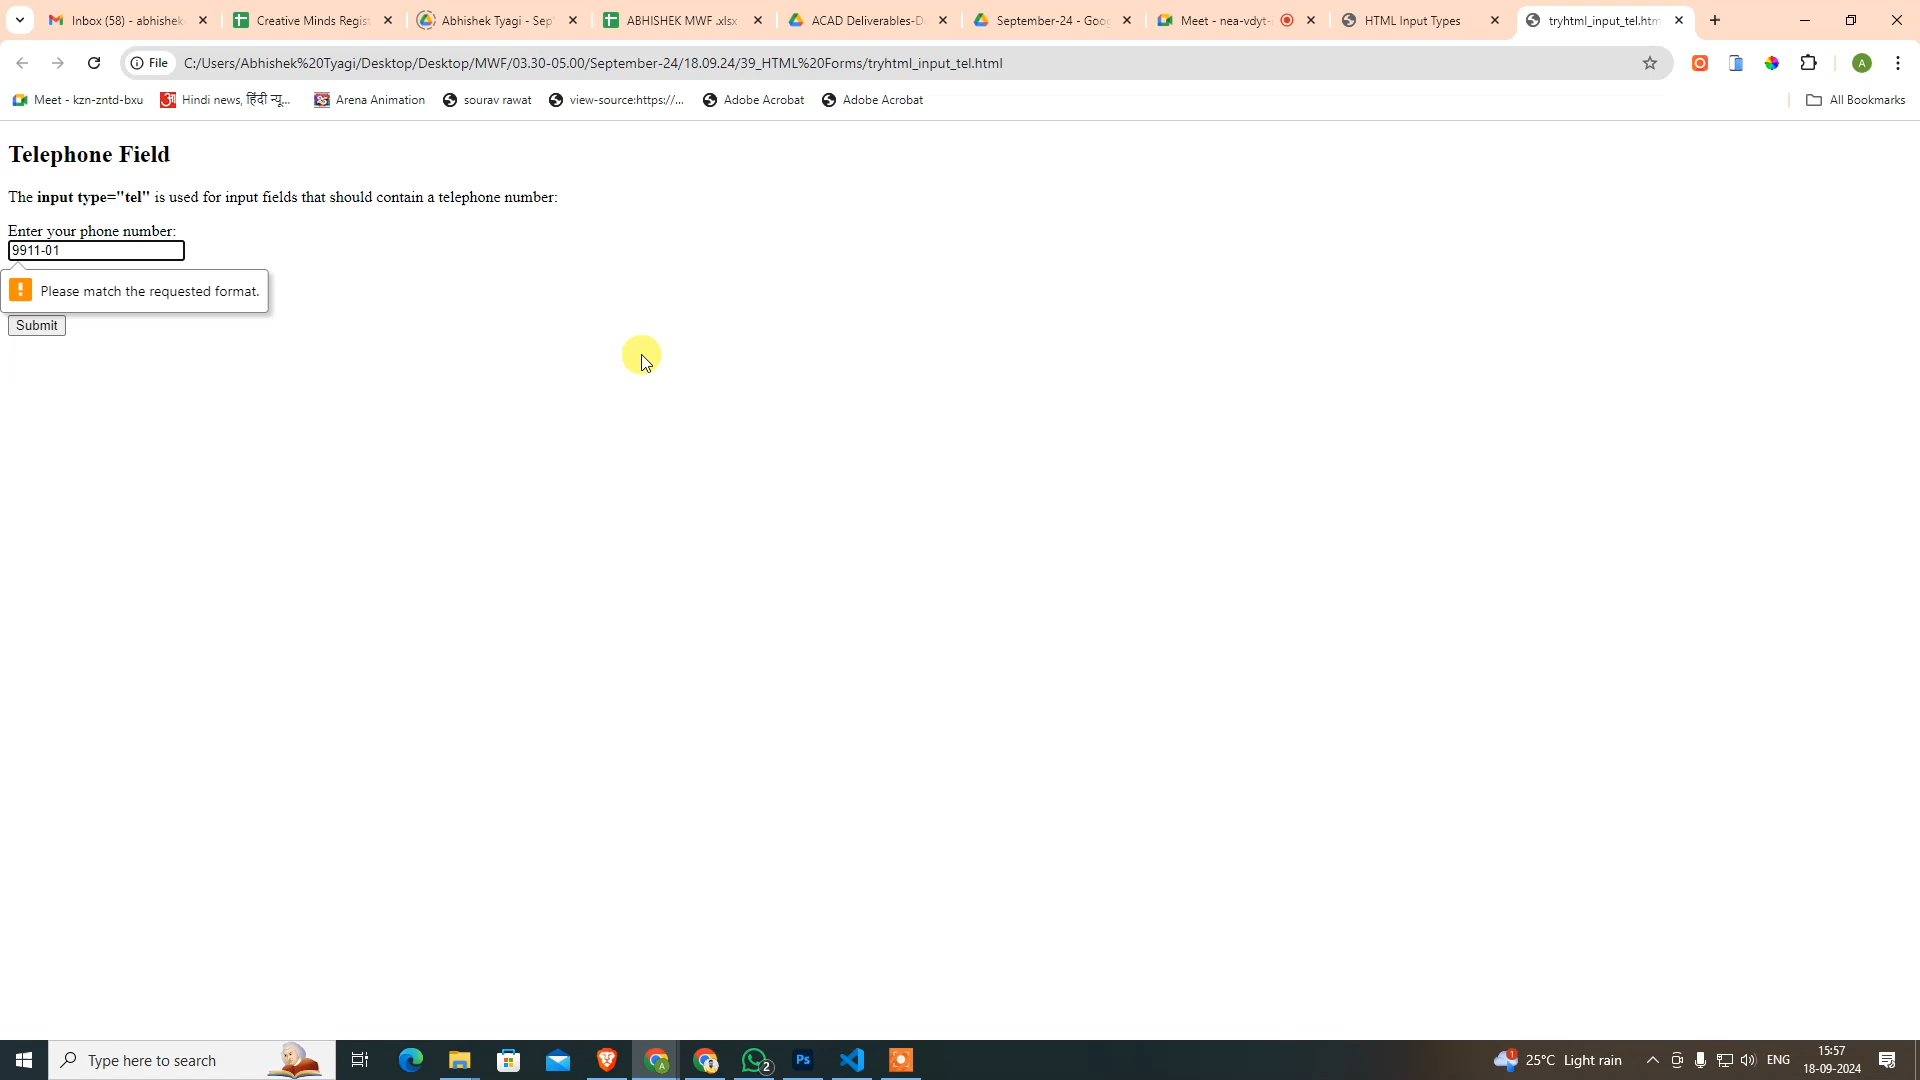 Inbox (58) - abhishek
Creative Minds Regist
Abhishek Tyagi - Sep'
ABHISHEK MWF .xlsx
ACAD Deliverables-D
September-24 - Goo
Meet - nea-vdyt-
HTML Input Types
tryhtml_input_tel.htm
File
C:/Users/Abhishek%20Tyagi/Desktop/Desktop/MWF/03.30-05.00/September-24/18.09.24/39_HTML%20Forms/tryhtml_input_tel.html
A
Meet - kzn-zntd-bxu
Hindi news, हिंदी न्यू...
Arena Animation
sourav rawat
view-source:https://...
Adobe Acrobat
Adobe Acrobat
All Bookmarks
Telephone Field
The input type="tel" is used for input fields that should contain a telephone number:
Enter your phone number:
9911-01
Please match the requested format.
Submit
Type here to search
A
2
Ps
1
25°C Light rain
ENG
15:57
18-09-2024